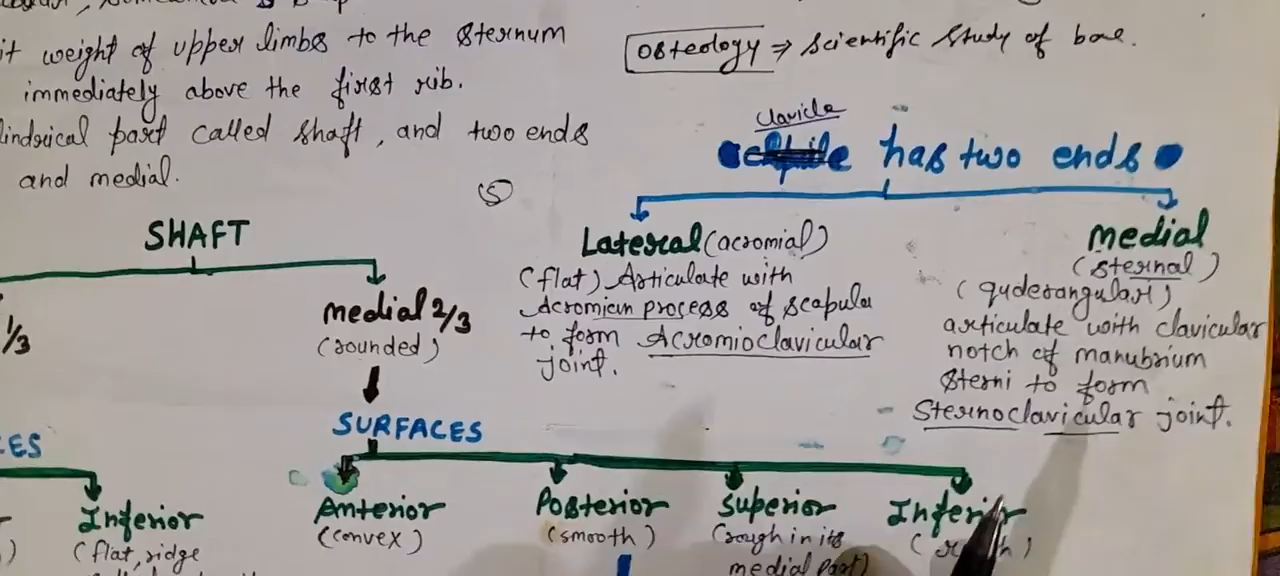 it weight of upper limbs to the sternum
immediately above the first rib.
lindrical part called shaft, and two ends
and medial.
Osteology ⇒ Scientific study of bone.
Clavicle
has two ends
(5)
SHAFT
1/3
medial 2/3
(rounded)
Lateral (acromial)
(flat) Articulate with
Acromian process of scapula
to form Acromioclavicular
joint.
medial
(sternal)
(quderangular)
articulate with clavicular
notch of manubrium
sterni to form
- Sternoclavicular joint.
SURFACES
ES
Inferior
(flat, ridge
Anterior
(convex)
Posterior
(smooth)
Superior
(rough in its
medial part)
Inferior